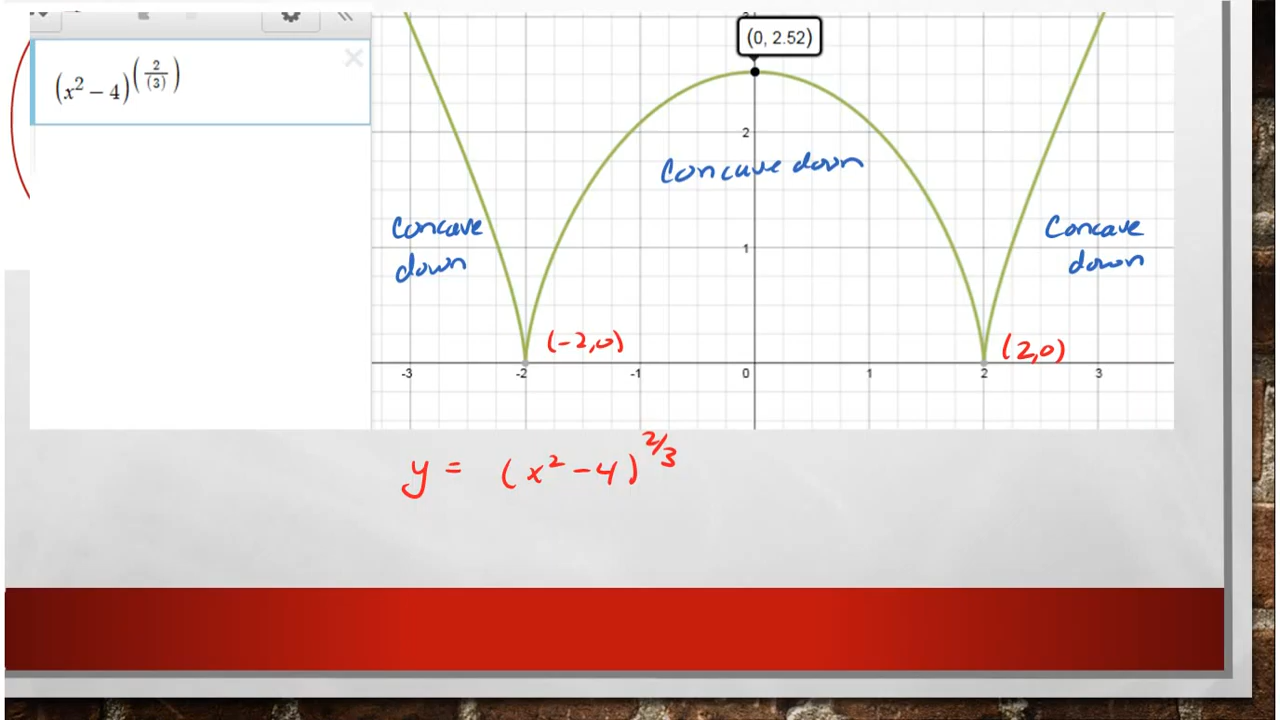 (x² – 4)^(2/(3))
3
(0, 2.52)
2
Concave down
Concave
down
Concave
down
1
(-2,0)
(2,0)
-3 -2 -1 0 1 2 3
y = (x² - 4)^2/3